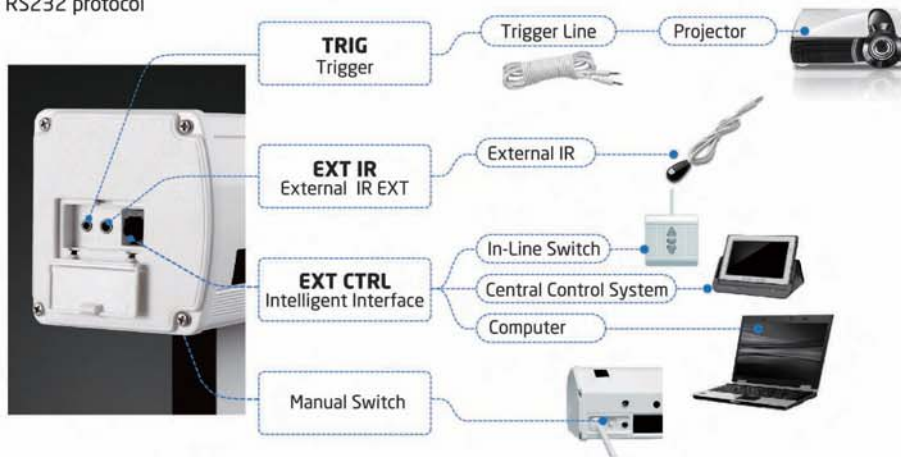 RS232 protocol
TRIG
Trigger
Trigger Line
Projector
EXT IR
External IR EXT
External IR
EXT CTRL
Intelligent Interface
In-Line Switch
Central Control System
Computer
Manual Switch